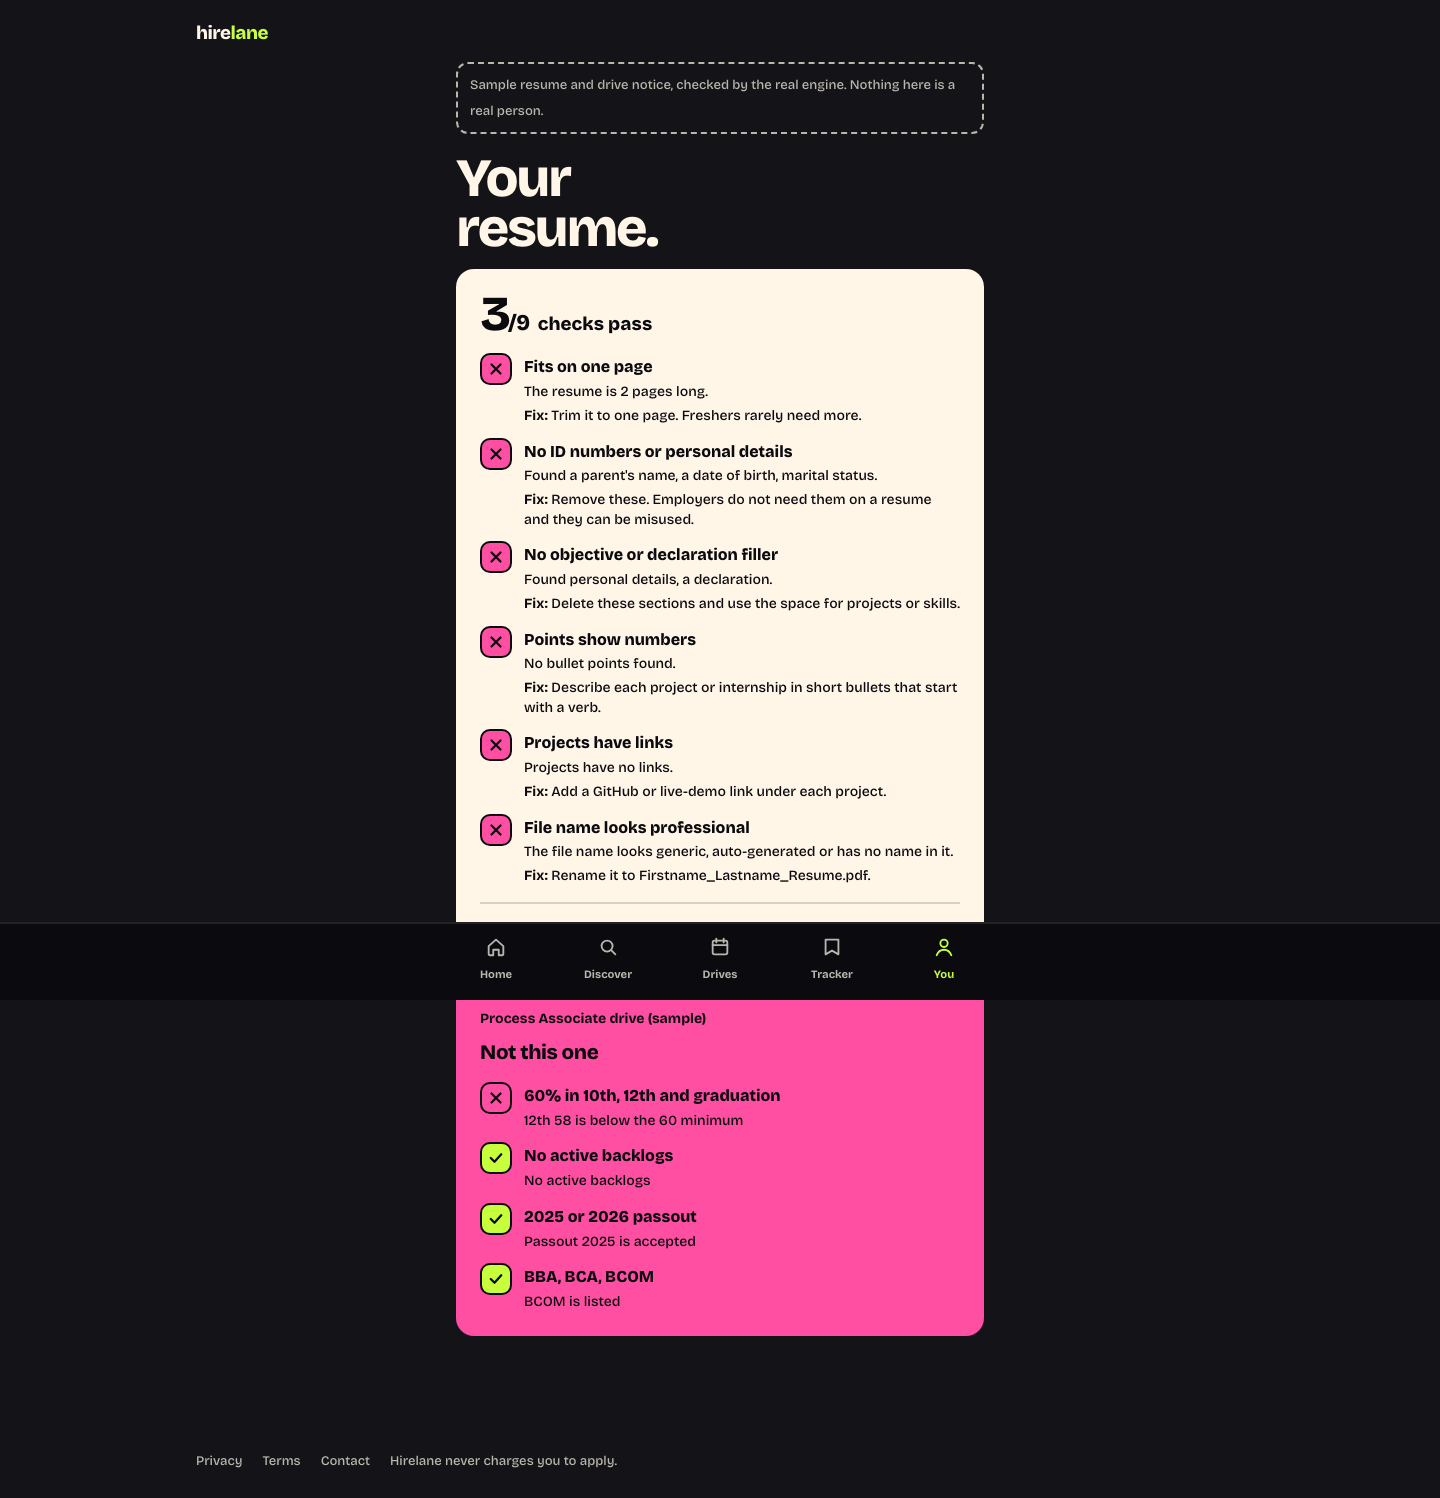 hirelane
Sample resume and drive notice, checked by the real engine. Nothing here is a
real person.
Your
resume.
3/9 checks pass
Fits on one page
The resume is 2 pages long.
Fix: Trim it to one page. Freshers rarely need more.
No ID numbers or personal details
Found a parent's name, a date of birth, marital status.
Fix: Remove these. Employers do not need them on a resume
and they can be misused.
No objective or declaration filler
Found personal details, a declaration.
Fix: Delete these sections and use the space for projects or skills.
Points show numbers
No bullet points found.
Fix: Describe each project or internship in short bullets that start
with a verb.
Projects have links
Projects have no links.
Fix: Add a GitHub or live-demo link under each project.
File name looks professional
The file name looks generic, auto-generated or has no name in it.
Fix: Rename it to Firstname_Lastname_Resume.pdf.
Home Discover Drives Tracker You
Process Associate drive (sample)
Not this one
60% in 10th, 12th and graduation
12th 58 is below the 60 minimum
No active backlogs
No active backlogs
2025 or 2026 passout
Passout 2025 is accepted
BBA, BCA, BCOM
BCOM is listed
Privacy Terms Contact Hirelane never charges you to apply.